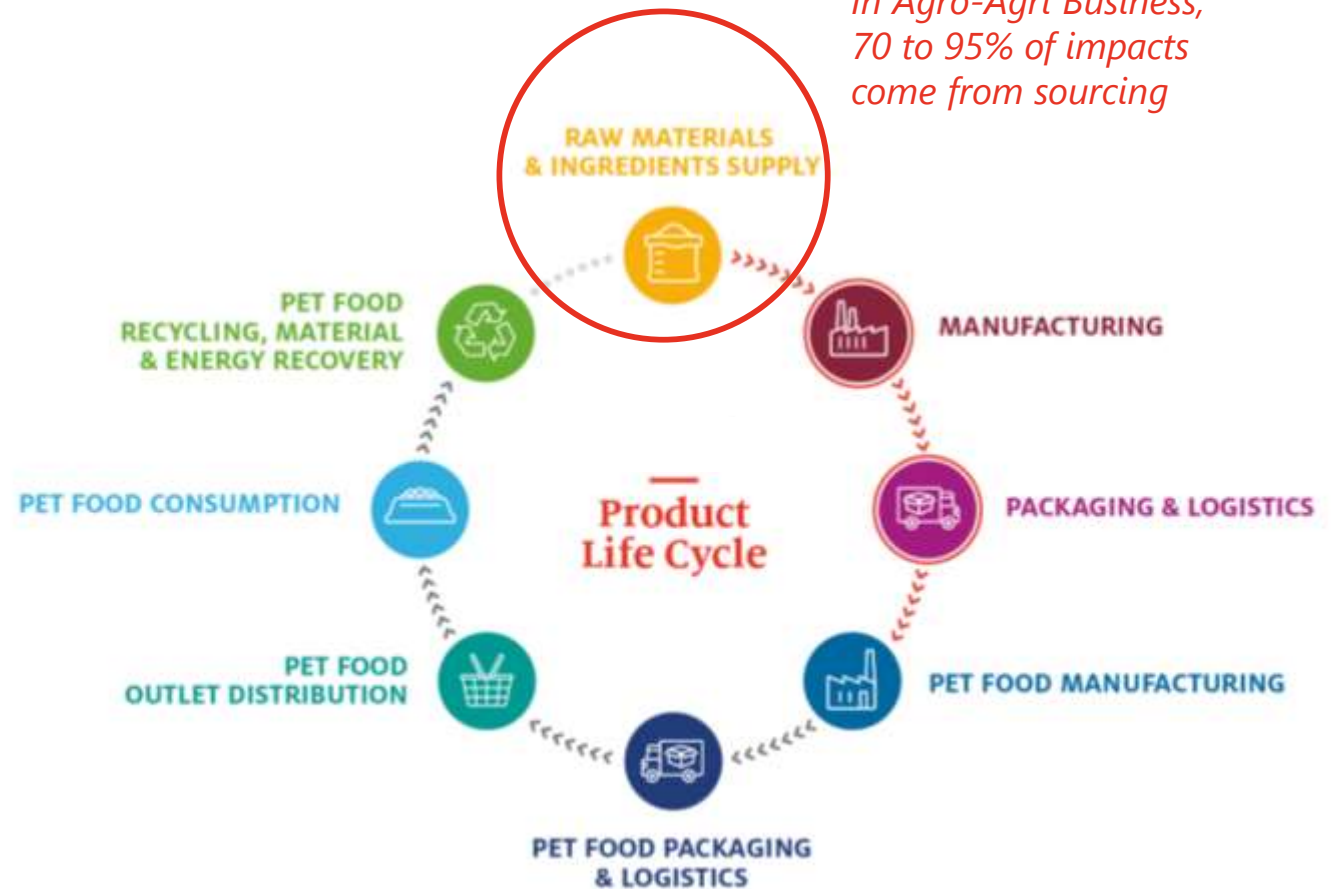 In Agro-Agri Business,
70 to 95% of impacts
come from sourcing
RAW MATERIALS
& INGREDIENTS SUPPLY
PET FOOD
RECYCLING, MATERIAL
& ENERGY RECOVERY
MANUFACTURING
PET FOOD CONSUMPTION
Product
Life Cycle
PACKAGING & LOGISTICS
PET FOOD
OUTLET DISTRIBUTION
PET FOOD MANUFACTURING
PET FOOD PACKAGING
& LOGISTICS